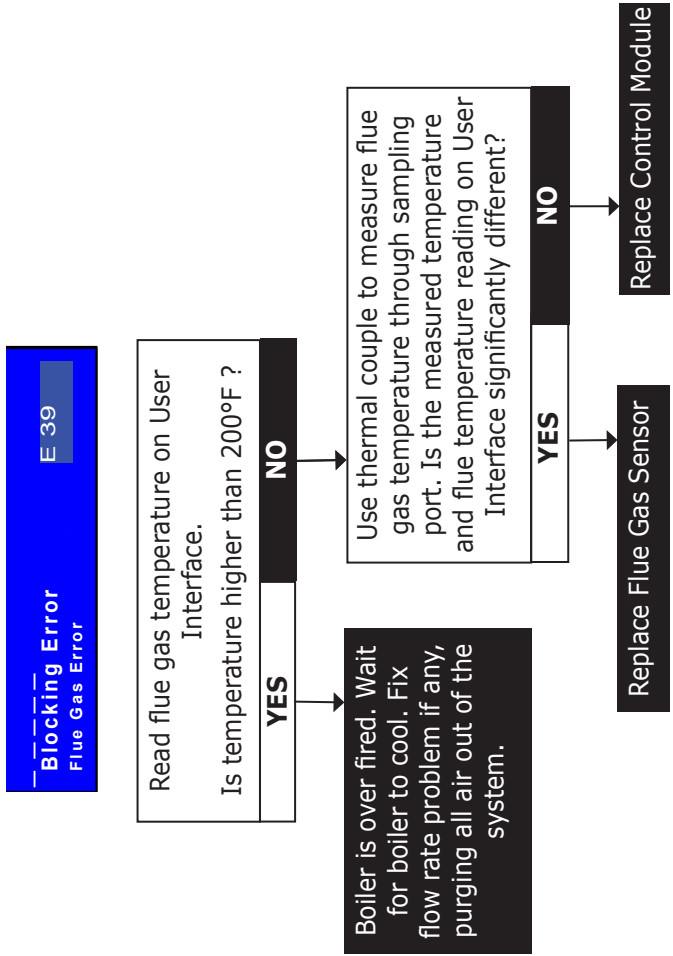 _ _ _ _ _
Blocking Error
E 39
Flue Gas Error
Read flue gas temperature on User
Interface.
Is temperature higher than 200°F ?
YES
NO
Boiler is over fired. Wait
for boiler to cool. Fix
flow rate problem if any,
purging all air out of the
system.
Use thermal couple to measure flue
gas temperature through sampling
port. Is the measured temperature
and flue temperature reading on User
Interface significantly different?
YES
NO
Replace Flue Gas Sensor
Replace Control Module